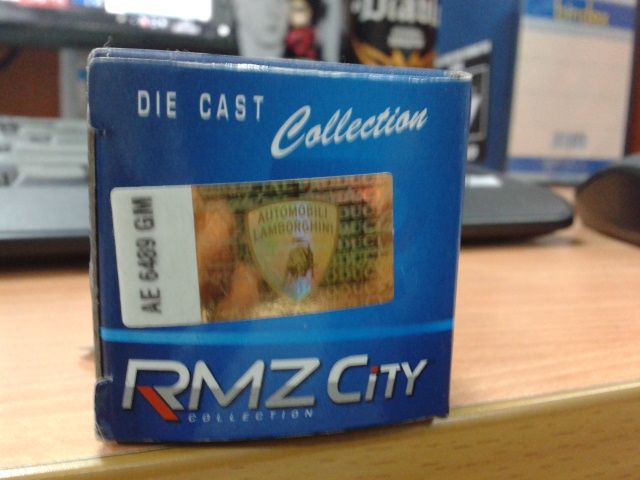 DIE CAST
Collection
AE 6489 GM
AUTOMOBILI
LAMBORGHINI
RMZ CiTY
COLLECTION